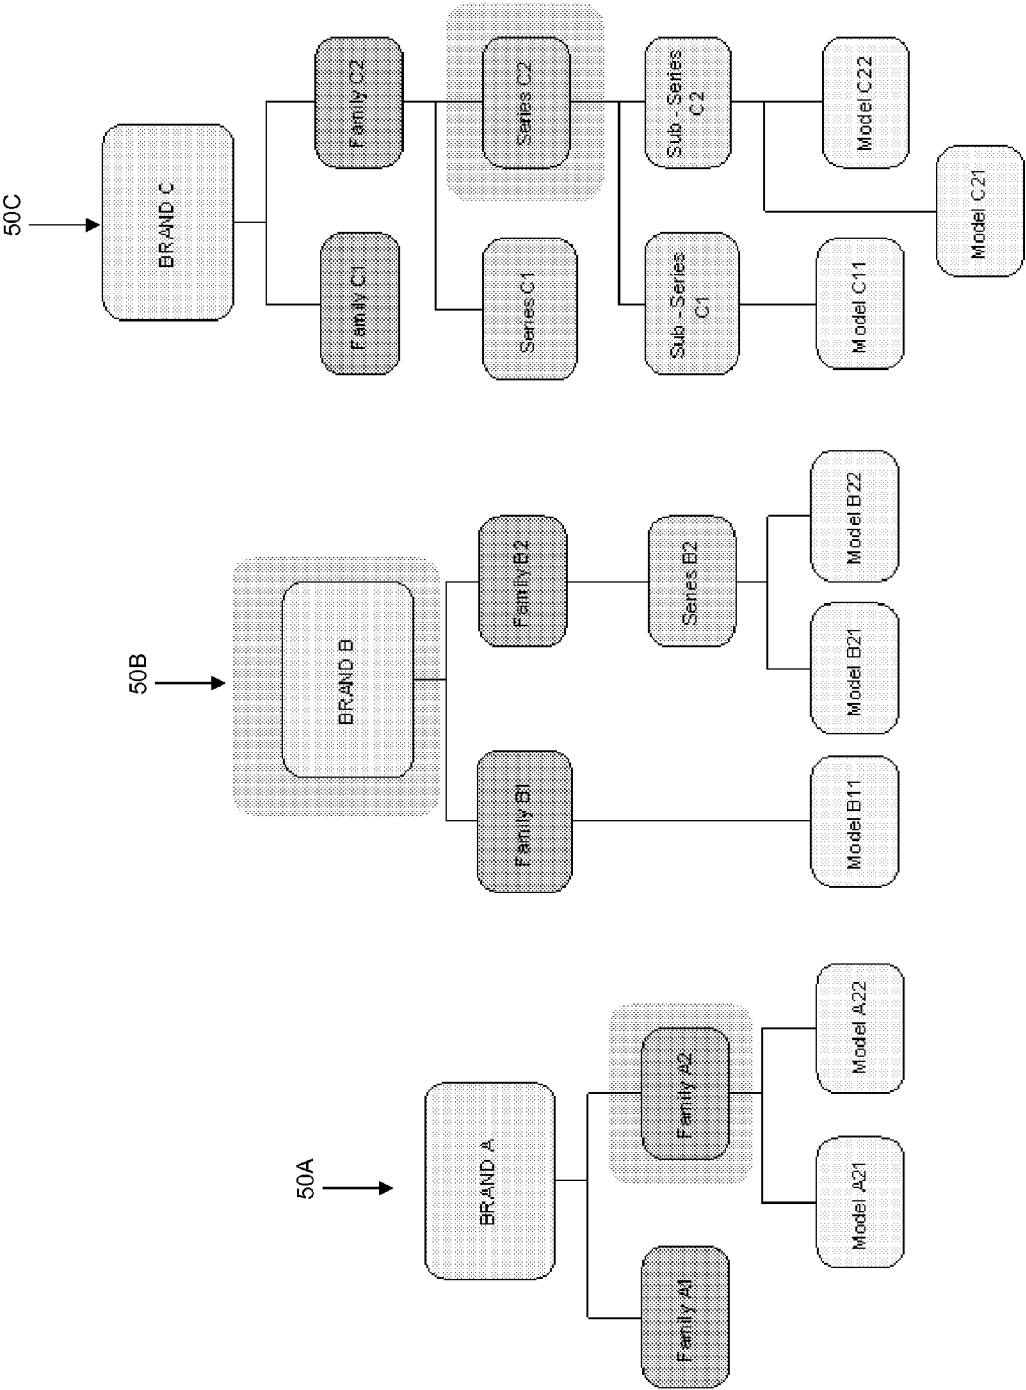 50A
BRAND A
Family A1
Family A2
Model A21
Model A22
50B
BRAND B
Family B1
Family B2
Series B2
Model B11
Model B21
Model B22
50C
BRAND C
Family C1
Family C2
Series C1
Series C2
Sub - Series
C1
Sub - Series
C2
Model C11
Model C22
Model C21